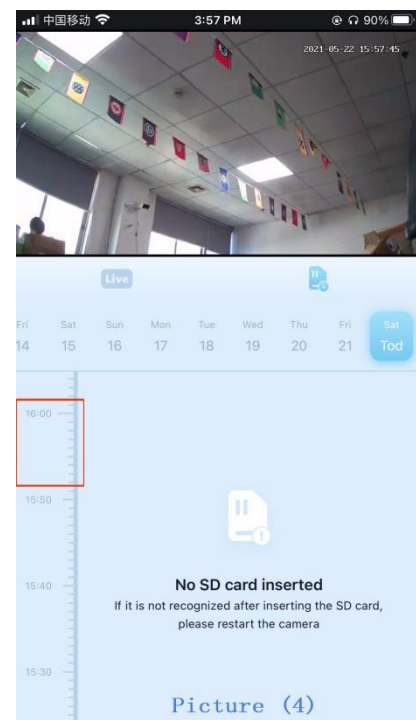 中国移动 3:57 PM 90%
2021-05-22 15:57:45
Live
Fri Sat Sun Mon Tue Wed Thu Fri Sat
14 15 16 17 18 19 20 21 Tod
16:00
15:50
15:40
No SD card inserted
If it is not recognized after inserting the SD card,
please restart the camera
15:30
Picture (4)